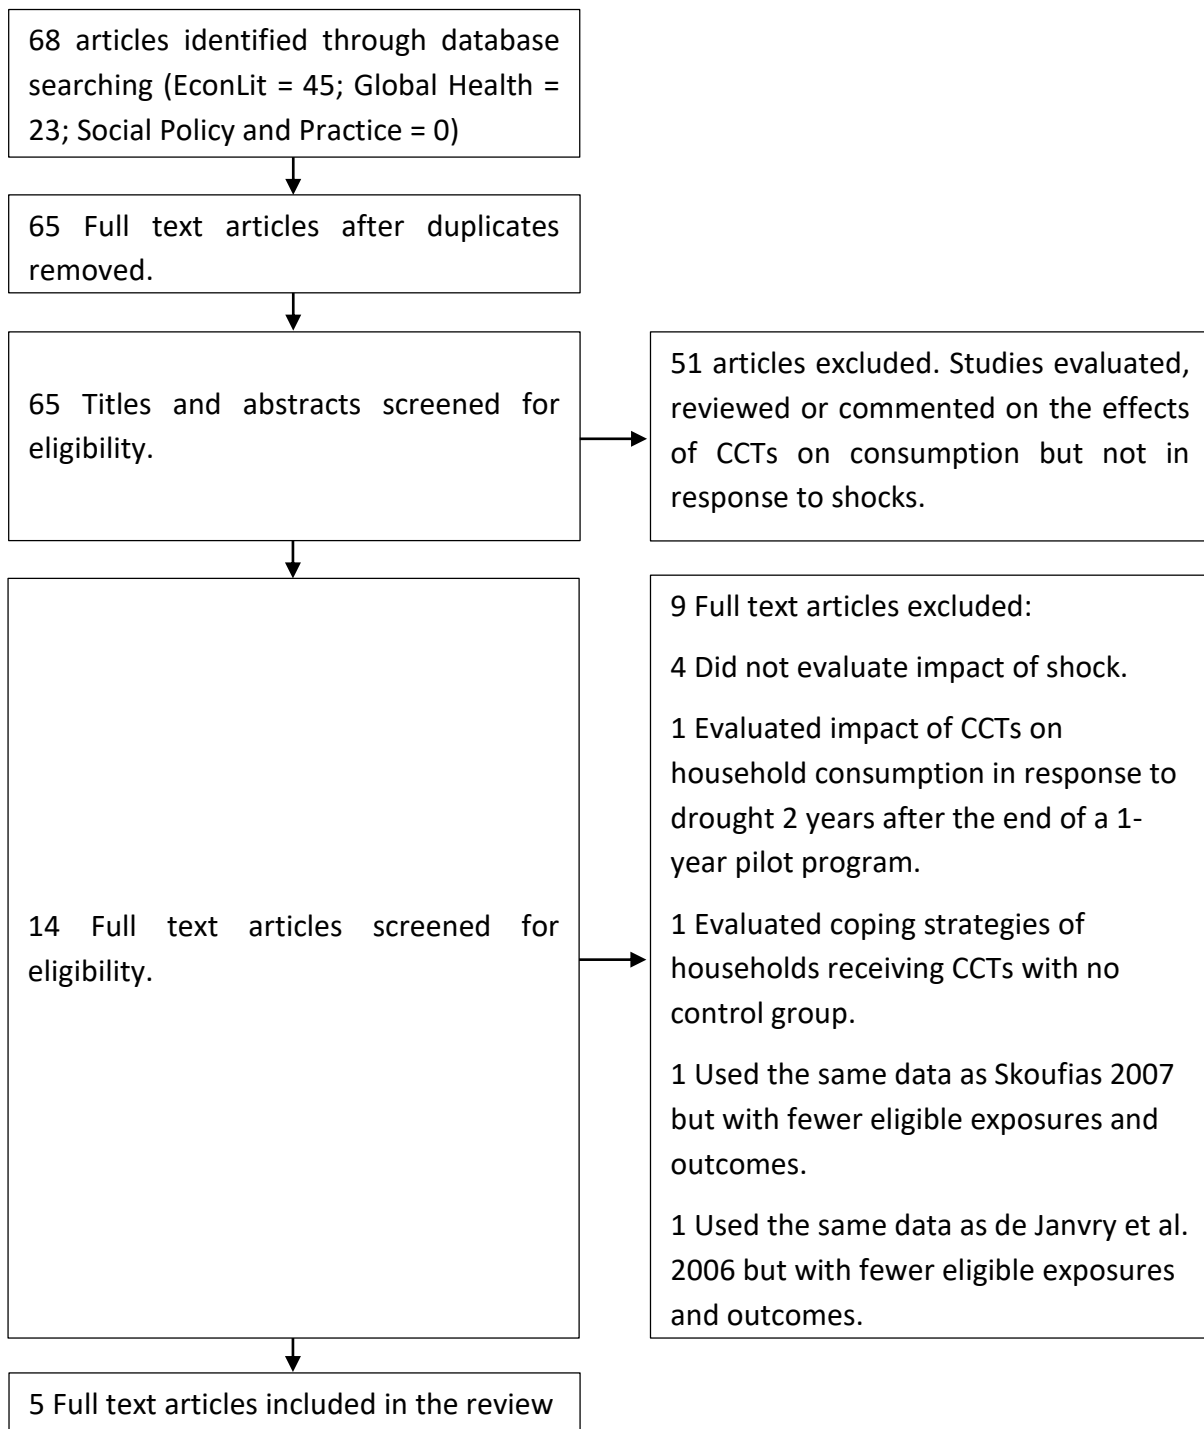 68 articles identified through database
searching (EconLit = 45; Global Health =
23; Social Policy and Practice = 0)
65 Full text articles after duplicates
removed.
65 Titles and abstracts screened for
eligibility.
51 articles excluded. Studies evaluated,
reviewed or commented on the effects
of CCTs on consumption but not in
response to shocks.
14 Full text articles screened for
eligibility.
9 Full text articles excluded:
4 Did not evaluate impact of shock.
1 Evaluated impact of CCTs on
household consumption in response to
drought 2 years after the end of a 1-
year pilot program.
1 Evaluated coping strategies of
households receiving CCTs with no
control group.
1 Used the same data as Skoufias 2007
but with fewer eligible exposures and
outcomes.
1 Used the same data as de Janvry et al.
2006 but with fewer eligible exposures
and outcomes.
5 Full text articles included in the review